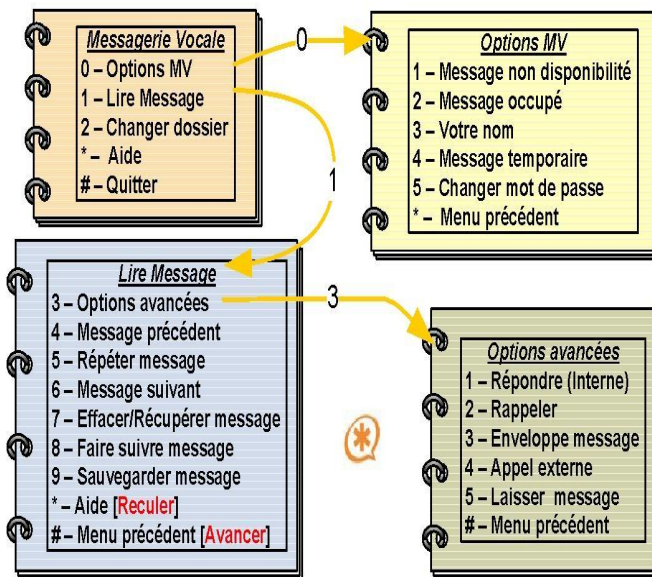 Messagerie Vocale
0 – Options MV
1 – Lire Message
2 – Changer dossier
* – Aide
# – Quitter
0
Options MV
1 – Message non disponibilité
2 – Message occupé
3 – Votre nom
4 – Message temporaire
5 – Changer mot de passe
* – Menu précédent
1
Lire Message
3 – Options avancées
4 – Message précédent
5 – Répéter message
6 – Message suivant
7 – Effacer/Récupérer message
8 – Faire suivre message
9 – Sauvegarder message
* – Aide [Reculer]
# – Menu précédent [Avancer]
3
Options avancées
1 – Répondre (Interne)
2 – Rappeler
3 – Enveloppe message
4 – Appel externe
5 – Laisser message
# – Menu précédent